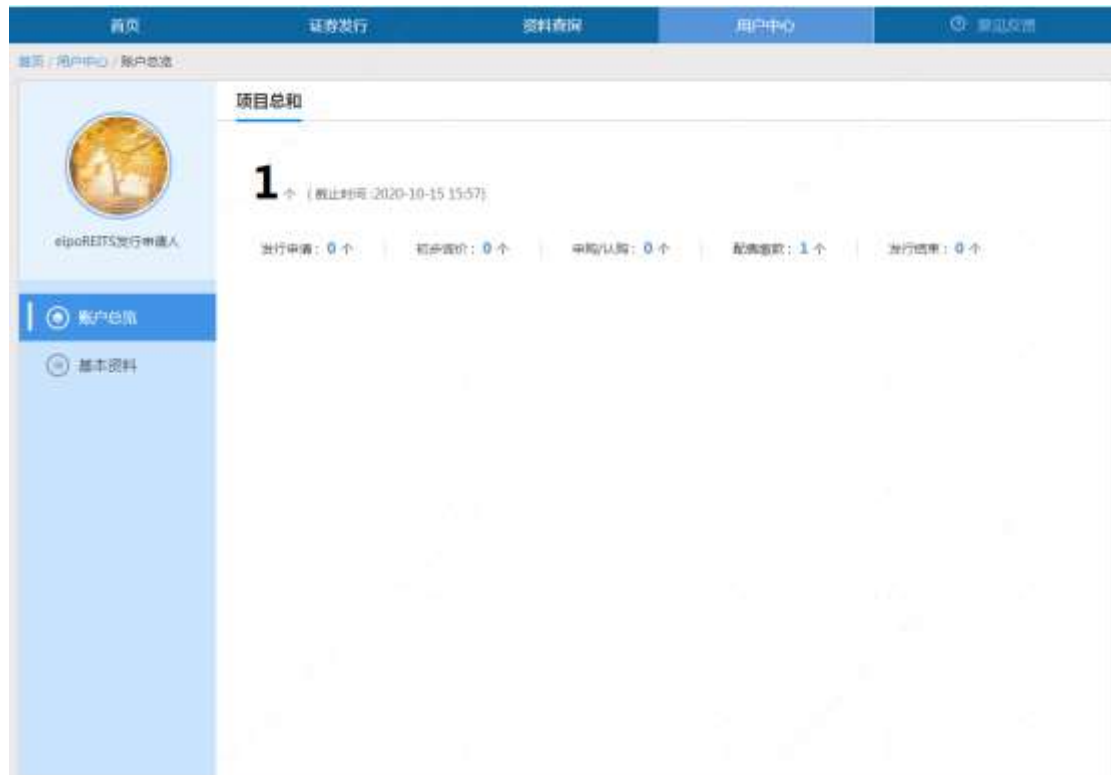 首页 证券发行 资料查询 用户中心 意见反馈
首页 / 用户中心 / 账户总览
项目总和
1 个 (截止时间:2020-10-15 15:57)
eipoREITS发行申请人
发行申请：0 个 初步询价：0 个 申购/认购：0 个 配售缴款：1 个 发行结束：0 个
账户总览
基本资料